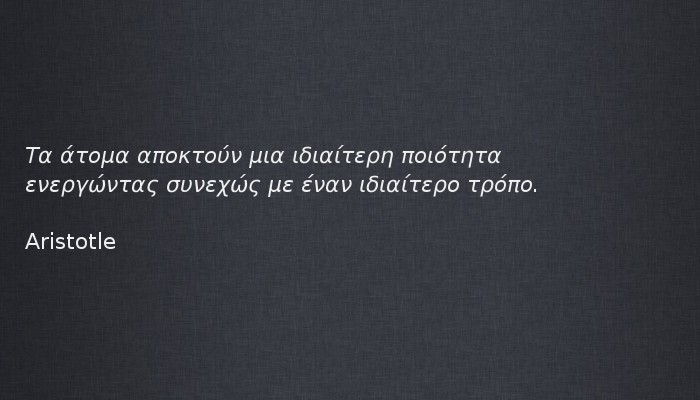 Τα άτομα αποκτούν μια ιδιαίτερη ποιότητα
ενεργώντας συνεχώς με έναν ιδιαίτερο τρόπο.
Aristotle